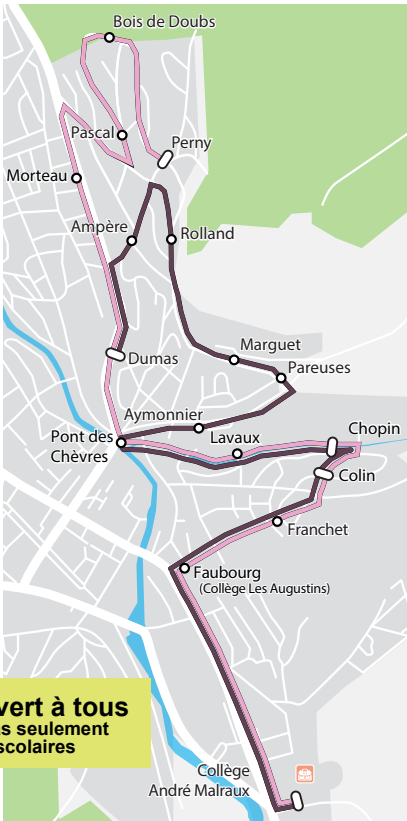 Bois de Doubs
Pascal
Perny
Morteau
Ampère
Rolland
Marguet
Dumas
Pareuses
Aymonnier
Chopin
Pont des
Chèvres
Lavaux
Colin
Franchet
Faubourg
(Collège Les Augustins)
vert à tous
s seulement
scolaires
Collège
André Malraux